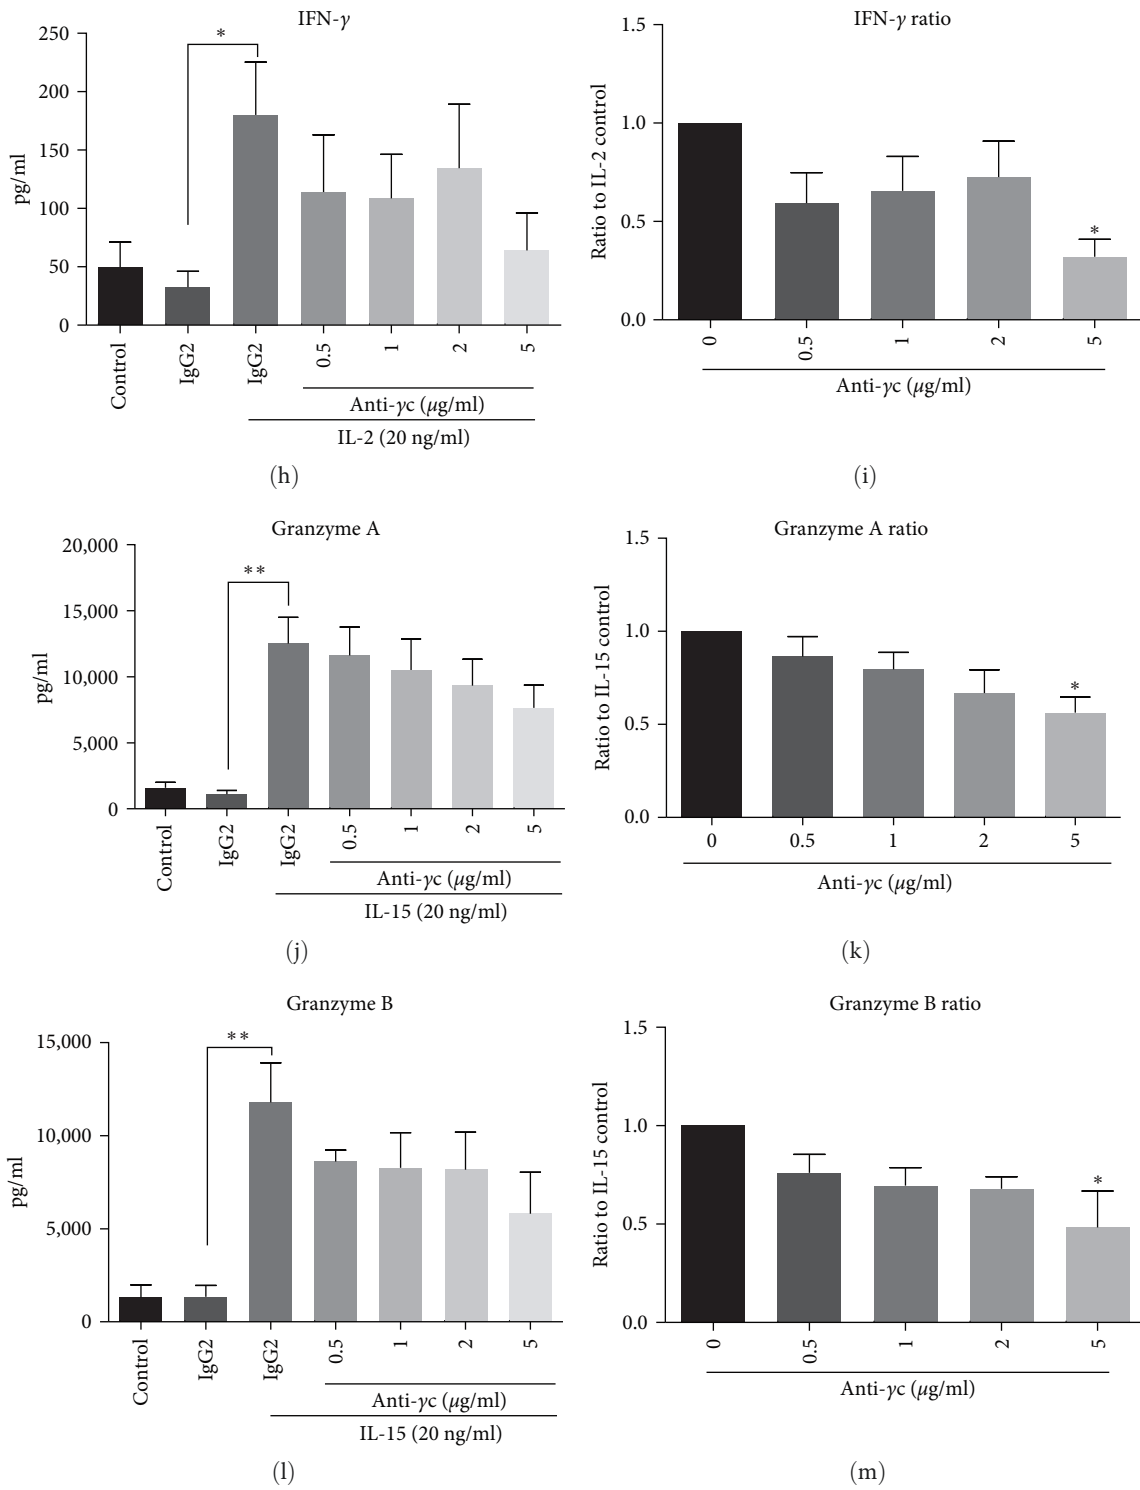 IFN-γ
250
200
150
100
50
0
pg/ml
*
Control
IgG2
IgG2
0.5
1
2
5
Anti-γc (μg/ml)
IL-2 (20 ng/ml)
(h)
IFN-γ ratio
1.5
1.0
0.5
0.0
Ratio to IL-2 control
*
0
0.5
1
2
5
Anti-γc (μg/ml)
(i)
Granzyme A
20,000
15,000
10,000
5,000
0
pg/ml
**
Control
IgG2
IgG2
0.5
1
2
5
Anti-γc (μg/ml)
IL-15 (20 ng/ml)
(j)
Granzyme A ratio
1.5
1.0
0.5
0.0
Ratio to IL-15 control
*
0
0.5
1
2
5
Anti-γc (μg/ml)
(k)
Granzyme B
15,000
10,000
5,000
0
pg/ml
**
Control
IgG2
IgG2
0.5
1
2
5
Anti-γc (μg/ml)
IL-15 (20 ng/ml)
(l)
Granzyme B ratio
1.5
1.0
0.5
0.0
Ratio to IL-15 control
*
0
0.5
1
2
5
Anti-γc (μg/ml)
(m)